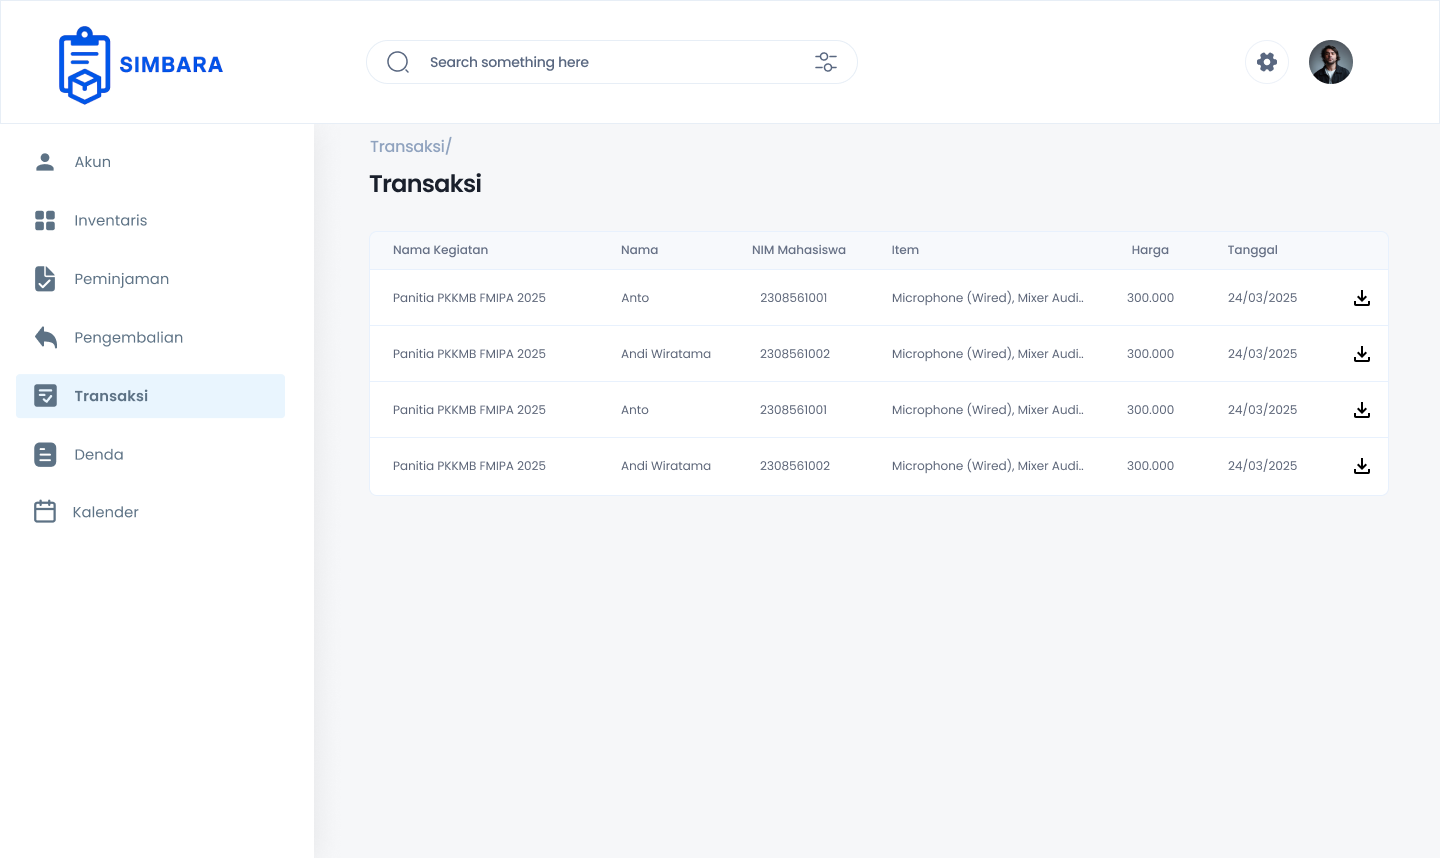 SIMBARA
Search something here
Akun
Inventaris
Peminjaman
Pengembalian
Transaksi
Denda
Kalender
Transaksi/
Transaksi
Nama Kegiatan Nama NIM Mahasiswa Item Harga Tanggal
Panitia PKKMB FMIPA 2025 Anto 2308561001 Microphone (Wired), Mixer Audi.. 300.000 24/03/2025
Panitia PKKMB FMIPA 2025 Andi Wiratama 2308561002 Microphone (Wired), Mixer Audi.. 300.000 24/03/2025
Panitia PKKMB FMIPA 2025 Anto 2308561001 Microphone (Wired), Mixer Audi.. 300.000 24/03/2025
Panitia PKKMB FMIPA 2025 Andi Wiratama 2308561002 Microphone (Wired), Mixer Audi.. 300.000 24/03/2025